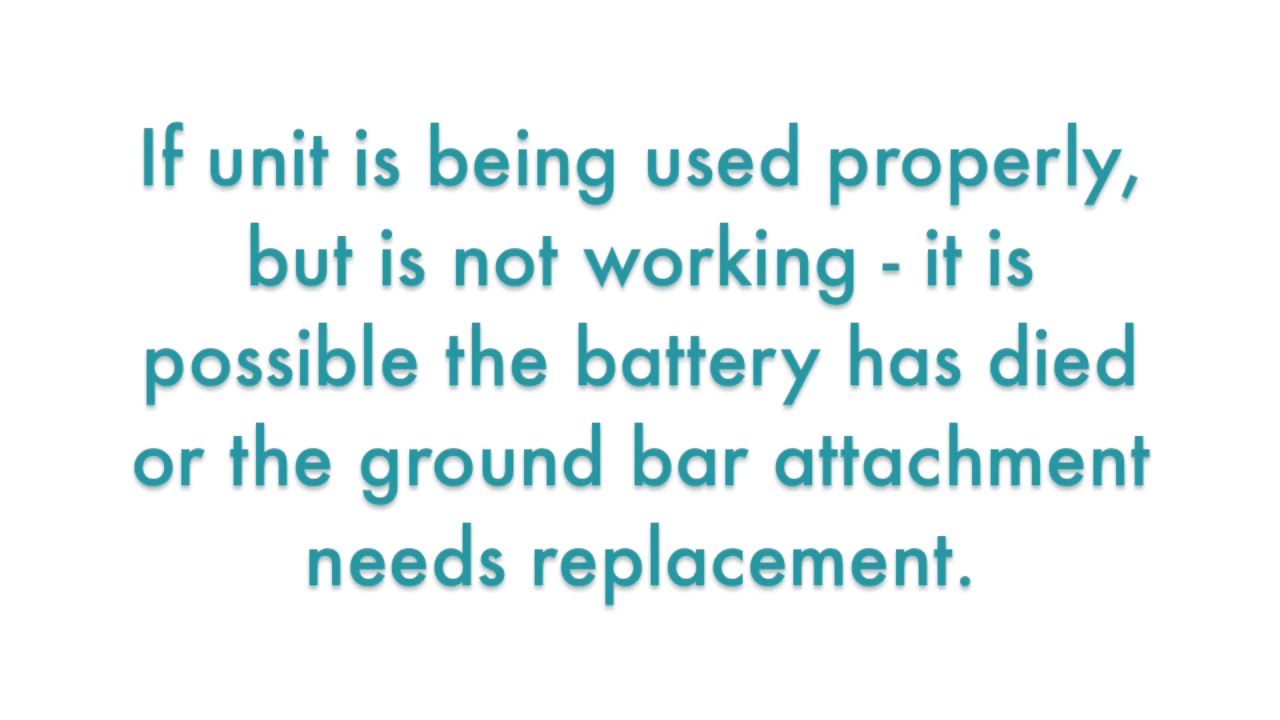 If unit is being used properly,
but is not working - it is
possible the battery has died
or the ground bar attachment
needs replacement.